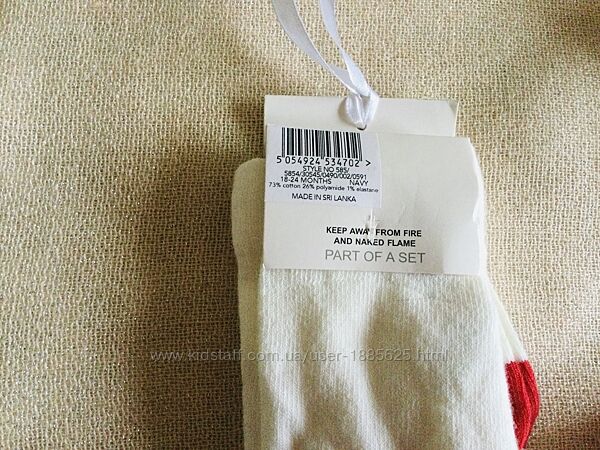 5 054924 534702 >
STYLE NO 585/
5854/30545/0490/002/0591
18-24 MONTHS NAVY
73% cotton 26% polyamide 1% elastane
MADE IN SRI LANKA
KEEP AWAY FROM FIRE
AND NAKED FLAME
PART OF A SET
www.kidstaff.com.ua/user-1885625.html